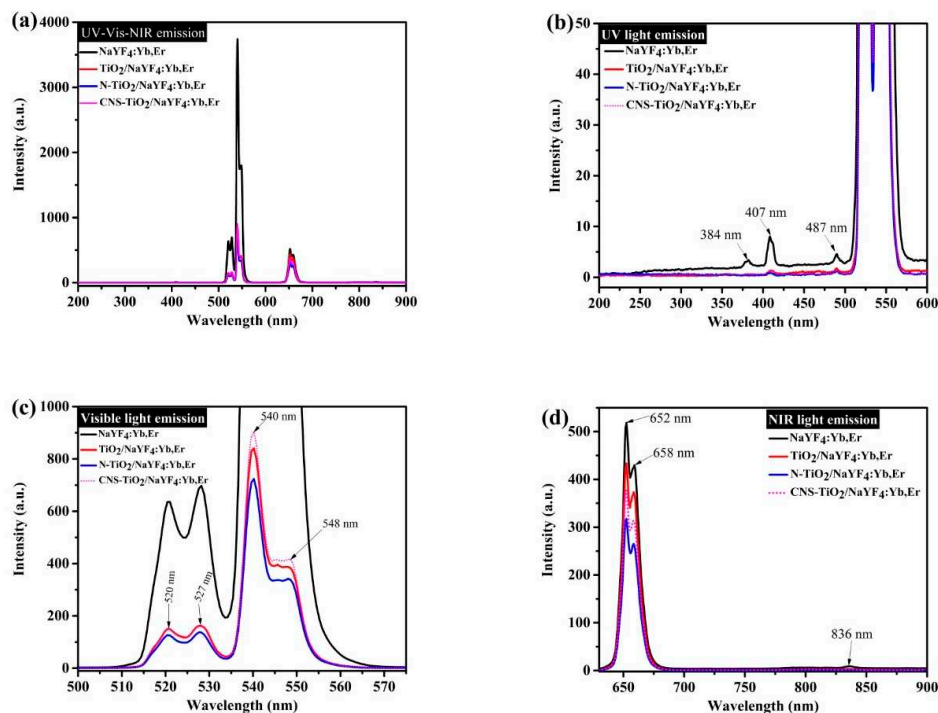 (a)
UV-Vis-NIR emission
NaYF₄:Yb,Er
TiO₂/NaYF₄:Yb,Er
N-TiO₂/NaYF₄:Yb,Er
CNS-TiO₂/NaYF₄:Yb,Er
Intensity (a.u.)
4000
3000
2000
1000
0
200 300 400 500 600 700 800 900
Wavelength (nm)
(b)
UV light emission
NaYF₄:Yb,Er
TiO₂/NaYF₄:Yb,Er
N-TiO₂/NaYF₄:Yb,Er
CNS-TiO₂/NaYF₄:Yb,Er
384 nm
407 nm
487 nm
Intensity (a.u.)
50
40
30
20
10
0
200 250 300 350 400 450 500 550 600
Wavelength (nm)
(c)
Visible light emission
NaYF₄:Yb,Er
TiO₂/NaYF₄:Yb,Er
N-TiO₂/NaYF₄:Yb,Er
CNS-TiO₂/NaYF₄:Yb,Er
540 nm
548 nm
520 nm
527 nm
Intensity (a.u.)
1000
900
800
700
600
500
400
300
200
100
0
500 510 520 530 540 550 560 570
Wavelength (nm)
(d)
NIR light emission
NaYF₄:Yb,Er
TiO₂/NaYF₄:Yb,Er
N-TiO₂/NaYF₄:Yb,Er
CNS-TiO₂/NaYF₄:Yb,Er
652 nm
658 nm
836 nm
Intensity (a.u.)
500
400
300
200
100
0
650 700 750 800 850 900
Wavelength (nm)